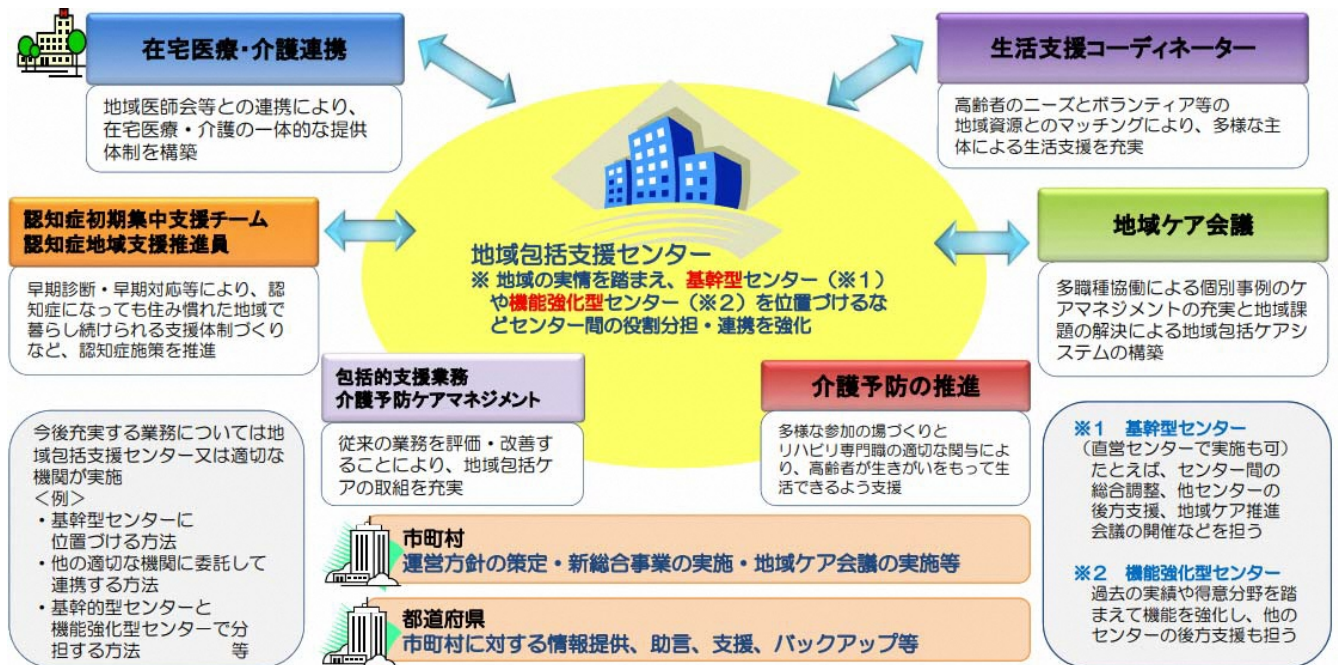 在宅医療・介護連携
地域医師会等との連携により、
在宅医療・介護の一体的な提供
体制を構築
生活支援コーディネーター
高齢者のニーズとボランティア等の
地域資源とのマッチングにより、多様な主
体による生活支援を充実
認知症初期集中支援チーム
認知症地域支援推進員
早期診断・早期対応等により、認
知症になっても住み慣れた地域で
暮らし続けられる支援体制づくり
など、認知症施策を推進
地域包括支援センター
※ 地域の実情を踏まえ、基幹型センター（※１）
や機能強化型センター（※２）を位置づけるな
どセンター間の役割分担・連携を強化
地域ケア会議
多職種協働による個別事例のケ
アマネジメントの充実と地域課
題の解決による地域包括ケアシ
ステムの構築
包括的支援業務
介護予防ケアマネジメント
従来の業務を評価・改善す
ることにより、地域包括ケ
アの取組を充実
介護予防の推進
多様な参加の場づくりと
リハビリ専門職の適切な関与によ
り、高齢者が生きがいをもって生
活できるよう支援
今後充実する業務については地
域包括支援センター又は適切な
機関が実施
＜例＞
・基幹型センターに
位置づける方法
・他の適切な機関に委託して
連携する方法
・基幹的型センターと
機能強化型センターで分
担する方法 等
市町村
運営方針の策定・新総合事業の実施・地域ケア会議の実施等
都道府県
市町村に対する情報提供、助言、支援、バックアップ等
※１ 基幹型センター
（直営センターで実施も可）
たとえば、センター間の
総合調整、他センターの
後方支援、地域ケア推進
会議の開催などを担う
※２ 機能強化型センター
過去の実績や得意分野を踏
まえて機能を強化し、他の
センターの後方支援も担う